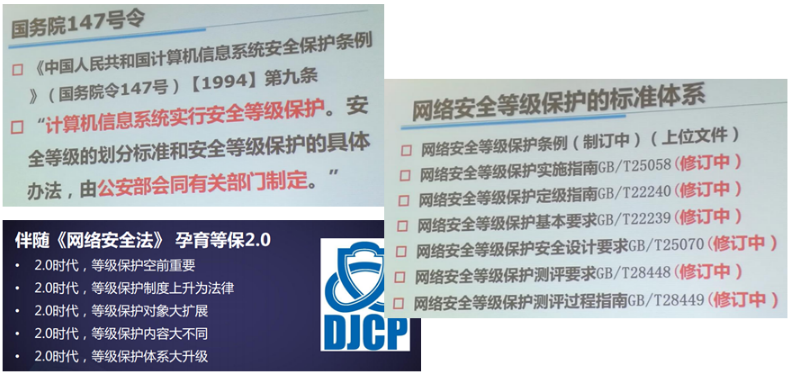 国务院147号令
《中国人民共和国计算机信息系统安全保护条例
》（国务院令147号）【1994】第九条
“计算机信息系统实行安全等级保护。安
全等级的划分标准和安全等级保护的具体
办法，由公安部会同有关部门制定。”
网络安全等级保护的标准体系
网络安全等级保护条例（制订中）（上位文件）
网络安全等级保护实施指南GB/T25058(修订中)
网络安全等级保护定级指南GB/T22240(修订中)
网络安全等级保护基本要求GB/T22239(修订中)
网络安全等级保护安全设计要求GB/T25070(修订中)
网络安全等级保护测评要求GB/T28448(修订中)
网络安全等级保护测评过程指南GB/T28449(修订中)
伴随《网络安全法》 孕育等保2.0
• 2.0时代，等级保护空前重要
• 2.0时代，等级保护制度上升为法律
• 2.0时代，等级保护对象大扩展
• 2.0时代，等级保护内容大不同
• 2.0时代，等级保护体系大升级
DJCP